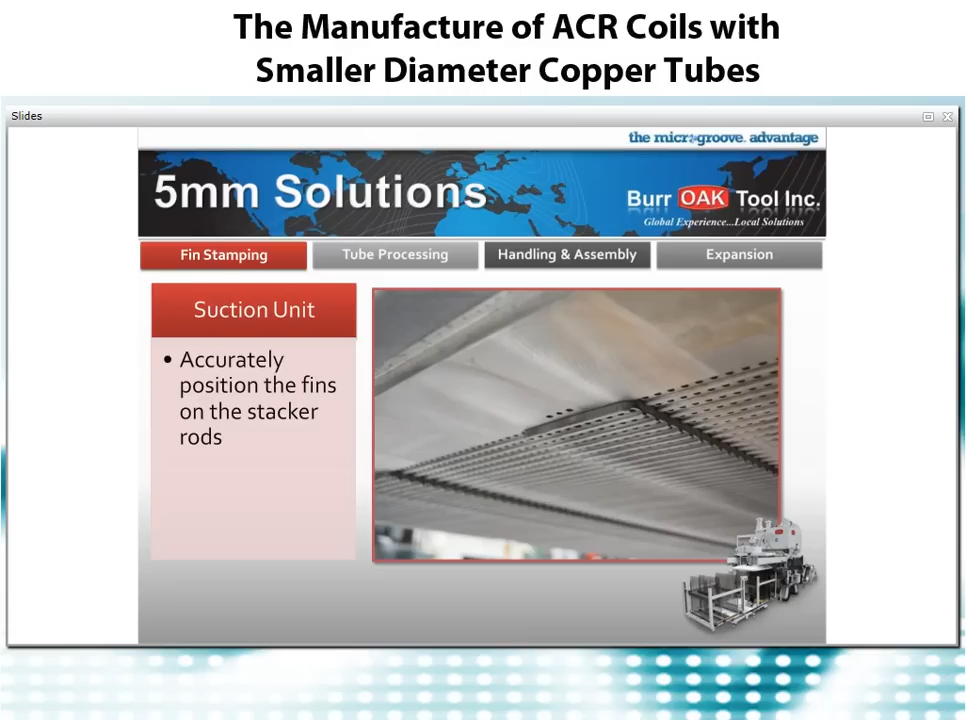 The Manufacture of ACR Coils with
Smaller Diameter Copper Tubes
Slides
the microgroove advantage
5mm Solutions
Burr OAK Tool Inc.
Global Experience...Local Solutions
Fin Stamping
Tube Processing
Handling & Assembly
Expansion
Suction Unit
• Accurately
position the fins
on the stacker
rods